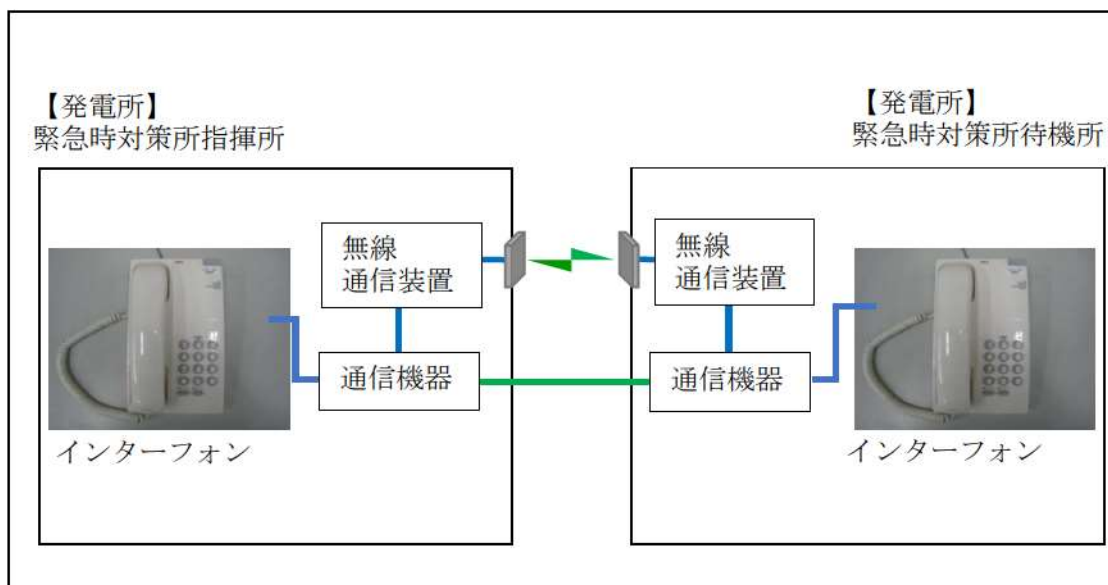 【発電所】
緊急時対策所指揮所
無線
通信装置
通信機器
インターフォン
【発電所】
緊急時対策所待機所
無線
通信装置
通信機器
インターフォン